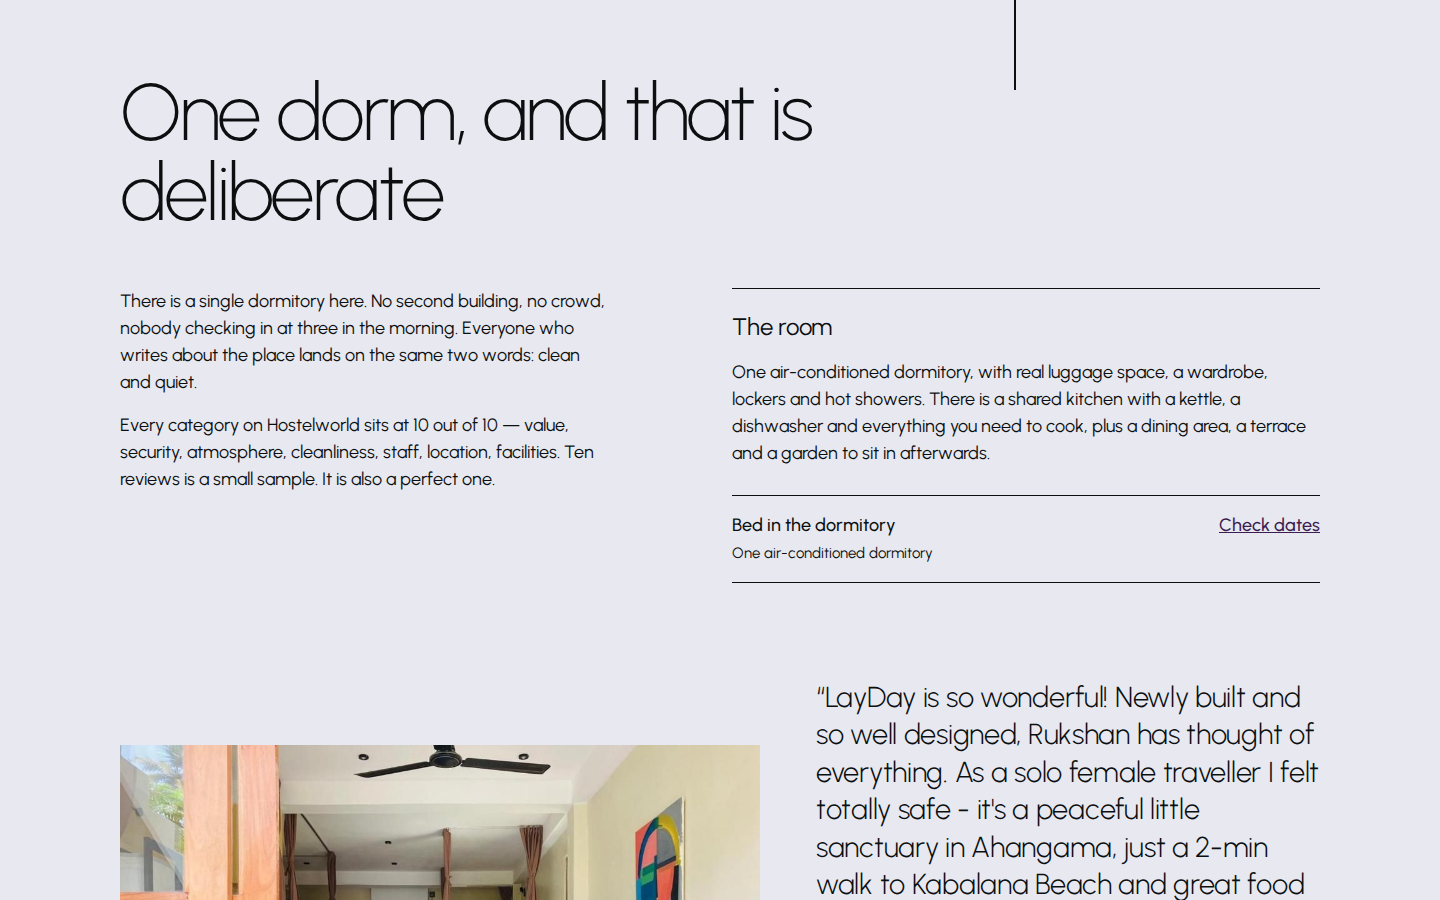 One dorm, and that is
deliberate
There is a single dormitory here. No second building, no crowd,
nobody checking in at three in the morning. Everyone who
writes about the place lands on the same two words: clean
and quiet.
Every category on Hostelworld sits at 10 out of 10 — value,
security, atmosphere, cleanliness, staff, location, facilities. Ten
reviews is a small sample. It is also a perfect one.
The room
One air-conditioned dormitory, with real luggage space, a wardrobe,
lockers and hot showers. There is a shared kitchen with a kettle, a
dishwasher and everything you need to cook, plus a dining area, a terrace
and a garden to sit in afterwards.
Bed in the dormitory
Check dates
One air-conditioned dormitory
“LayDay is so wonderful! Newly built and
so well designed, Rukshan has thought of
everything. As a solo female traveller I felt
totally safe - it's a peaceful little
sanctuary in Ahangama, just a 2-min
walk to Kabalana Beach and great food